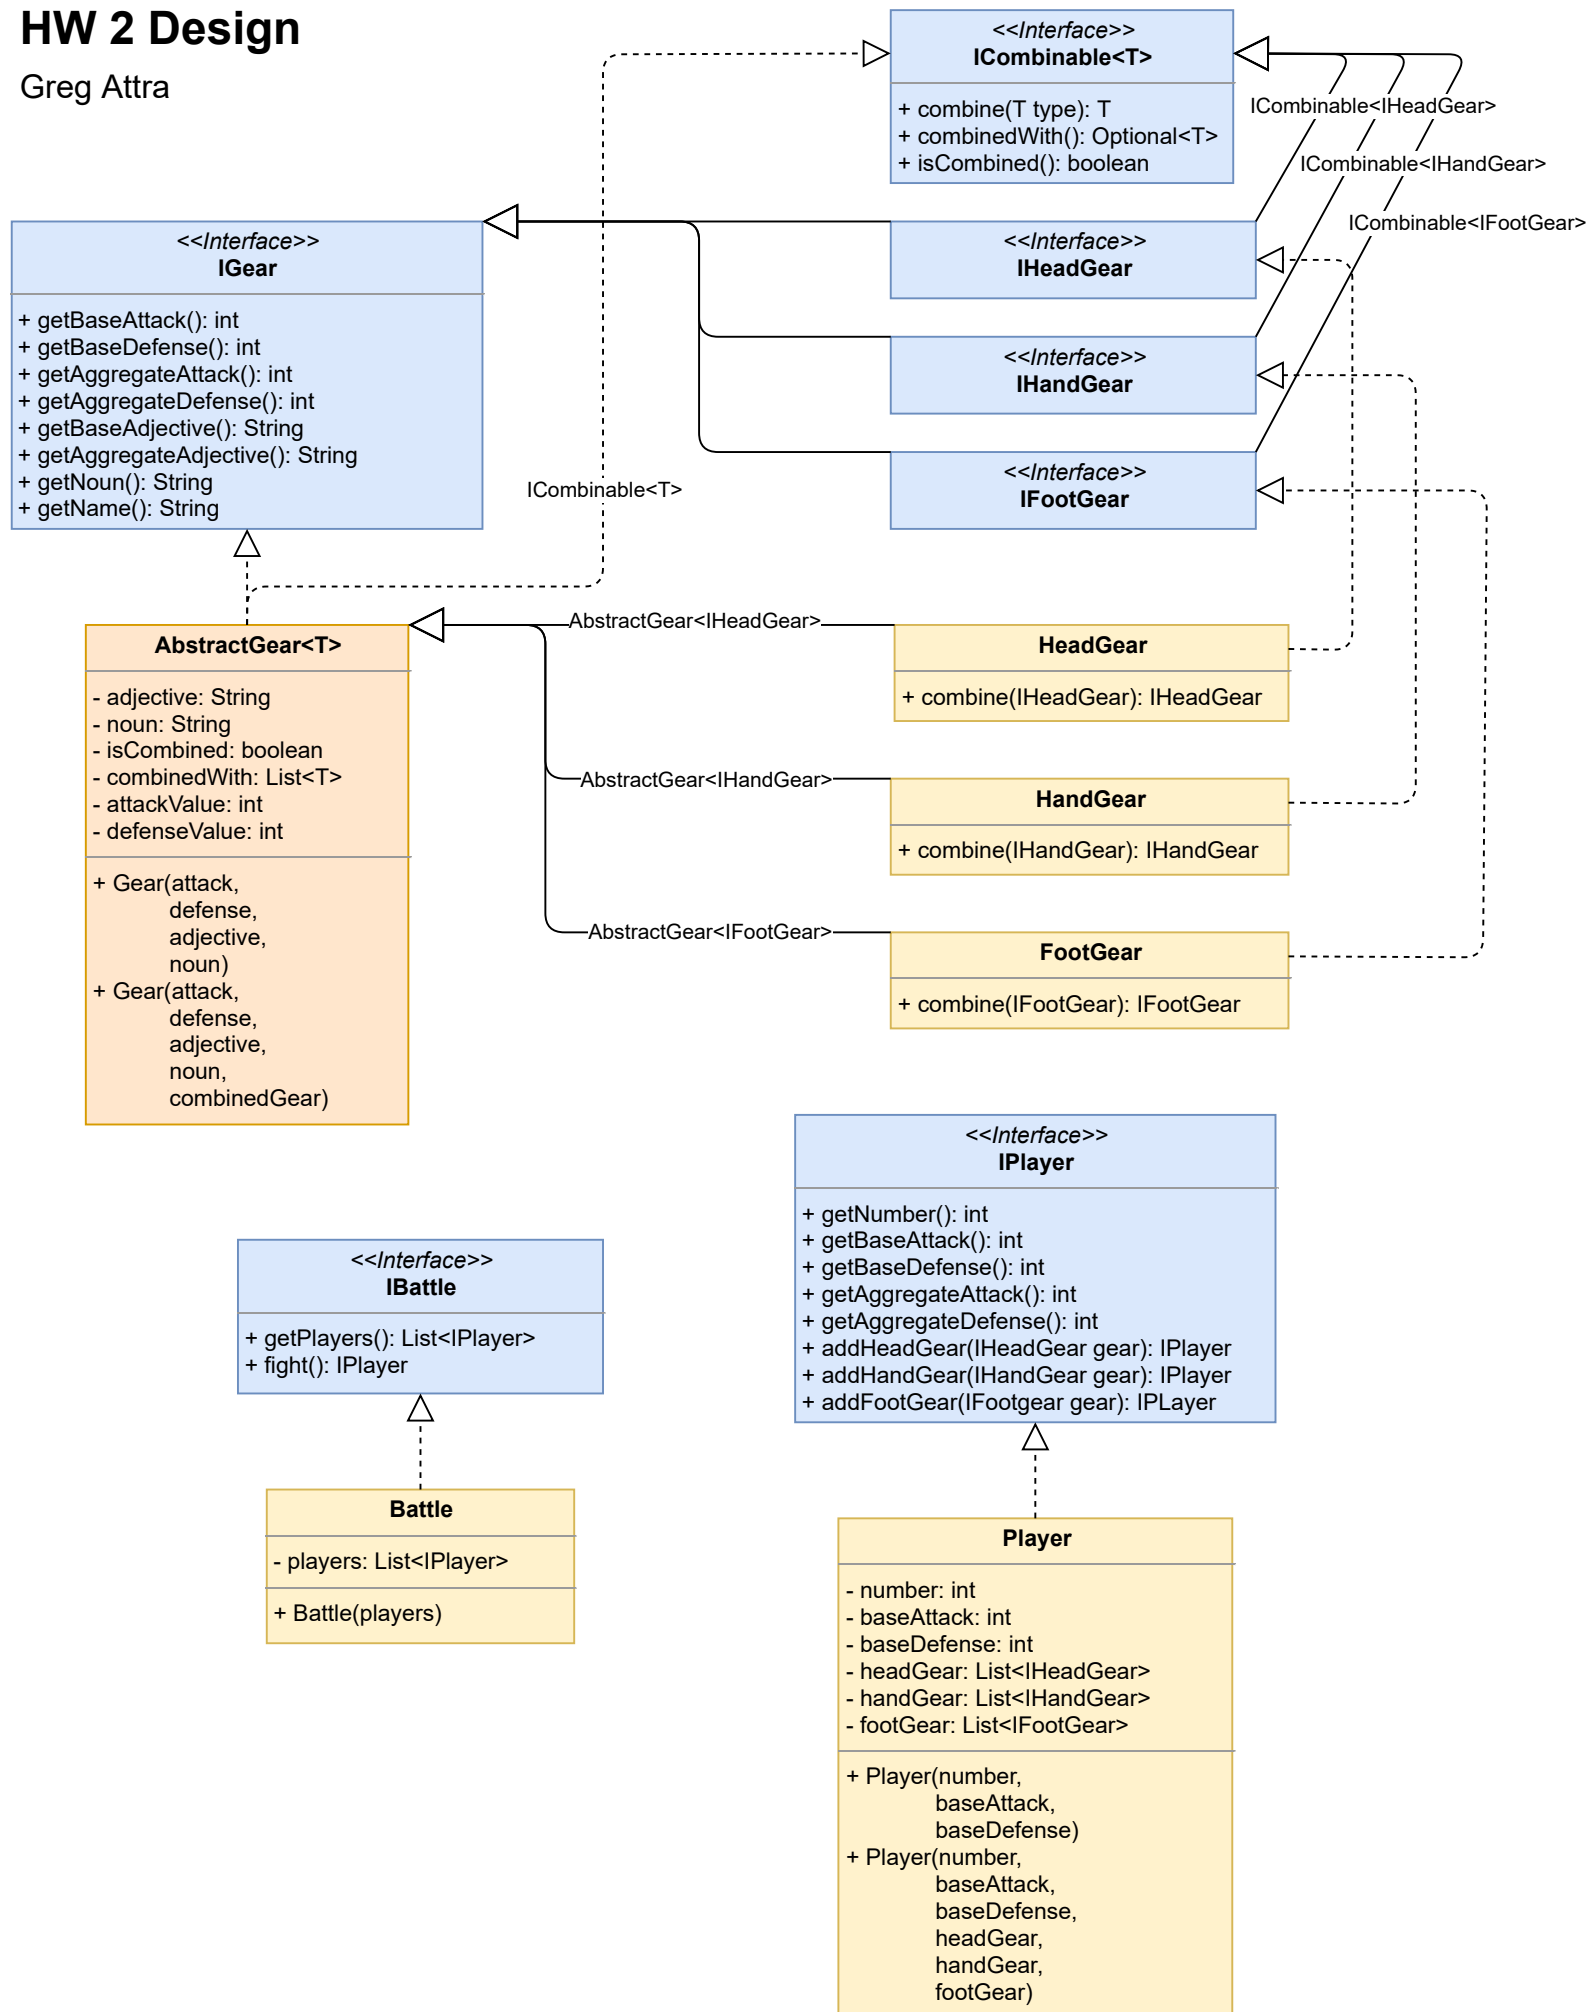 HW 2 Design
Greg Attra
<<Interface>>
ICombinable<T>
+ combine(T type): T
+ combinedWith(): Optional<T>
+ isCombined(): boolean
ICombinable<IHeadGear>
ICombinable<IHandGear>
ICombinable<IFootGear>
<<Interface>>
IGear
+ getBaseAttack(): int
+ getBaseDefense(): int
+ getAggregateAttack(): int
+ getAggregateDefense(): int
+ getBaseAdjective(): String
+ getAggregateAdjective(): String
+ getNoun(): String
+ getName(): String
<<Interface>>
IHeadGear
<<Interface>>
IHandGear
<<Interface>>
IFootGear
ICombinable<T>
AbstractGear<T>
- adjective: String
- noun: String
- isCombined: boolean
- combinedWith: List<T>
- attackValue: int
- defenseValue: int
+ Gear(attack,
defense,
adjective,
noun)
+ Gear(attack,
defense,
adjective,
noun,
combinedGear)
AbstractGear<IHeadGear>
HeadGear
+ combine(IHeadGear): IHeadGear
AbstractGear<IHandGear>
HandGear
+ combine(IHandGear): IHandGear
AbstractGear<IFootGear>
FootGear
+ combine(IFootGear): IFootGear
<<Interface>>
IPlayer
+ getNumber(): int
+ getBaseAttack(): int
+ getBaseDefense(): int
+ getAggregateAttack(): int
+ getAggregateDefense(): int
+ addHeadGear(IHeadGear gear): IPlayer
+ addHandGear(IHandGear gear): IPlayer
+ addFootGear(IFootgear gear): IPLayer
<<Interface>>
IBattle
+ getPlayers(): List<IPlayer>
+ fight(): IPlayer
Battle
- players: List<IPlayer>
+ Battle(players)
Player
- number: int
- baseAttack: int
- baseDefense: int
- headGear: List<IHeadGear>
- handGear: List<IHandGear>
- footGear: List<IFootGear>
+ Player(number,
baseAttack,
baseDefense)
+ Player(number,
baseAttack,
baseDefense,
headGear,
handGear,
footGear)